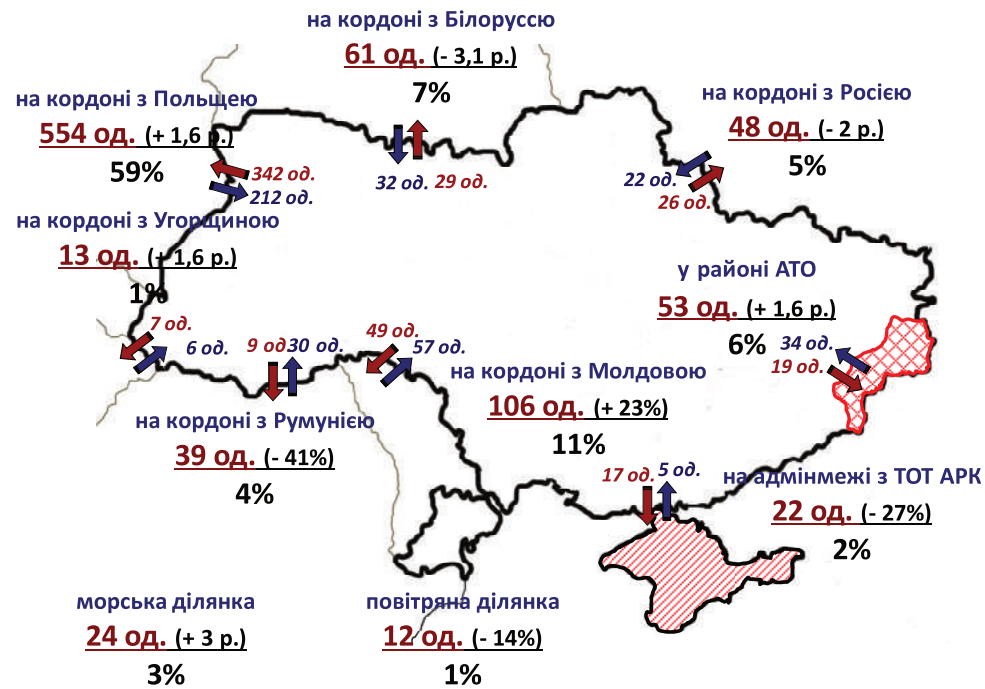 на кордоні з Білоруссю
61 од. (- 3,1 р.)
7%
32 од. 29 од.
на кордоні з Польщею
554 од. (+ 1,6 р.)
59%
342 од.
212 од.
на кордоні з Росією
48 од. (- 2 р.)
5%
22 од.
26 од.
на кордоні з Угорщиною
13 од. (+ 1,6 р.)
1%
7 од.
6 од.
у районі АТО
53 од. (+ 1,6 р.)
6%
34 од.
19 од.
9 од. 30 од.
на кордоні з Румунією
39 од. (- 41%)
4%
49 од.
57 од.
на кордоні з Молдовою
106 од. (+ 23%)
11%
17 од. 5 од.
на адмінмежі з ТОТ АРК
22 од. (- 27%)
2%
морська ділянка
24 од. (+ 3 р.)
3%
повітряна ділянка
12 од. (- 14%)
1%